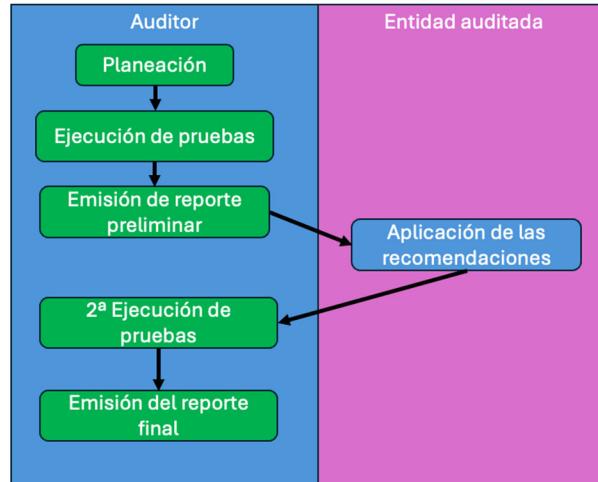 Auditor
Entidad auditada
Planeación
Ejecución de pruebas
Emisión de reporte
preliminar
Aplicación de las
recomendaciones
2ª Ejecución de
pruebas
Emisión del reporte
final